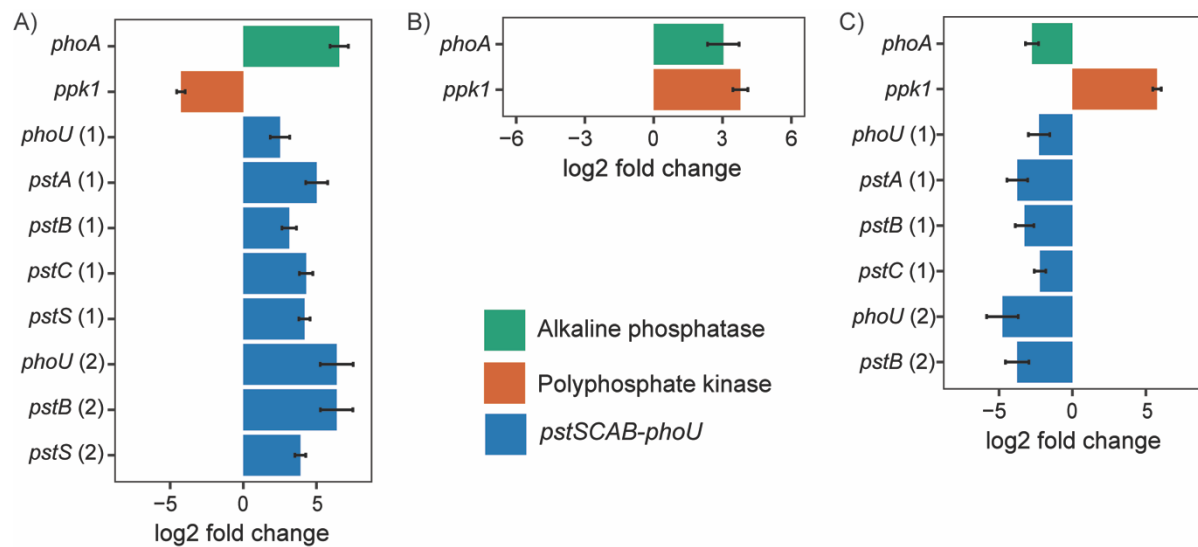 A)
phoA
ppk1
phoU (1)
pstA (1)
pstB (1)
pstC (1)
pstS (1)
phoU (2)
pstB (2)
pstS (2)
−5 0 5
log2 fold change
B)
phoA
ppk1
−6 −3 0 3 6
log2 fold change
Alkaline phosphatase
Polyphosphate kinase
pstSCAB-phoU
C)
phoA
ppk1
phoU (1)
pstA (1)
pstB (1)
pstC (1)
phoU (2)
pstB (2)
−5 0 5
log2 fold change